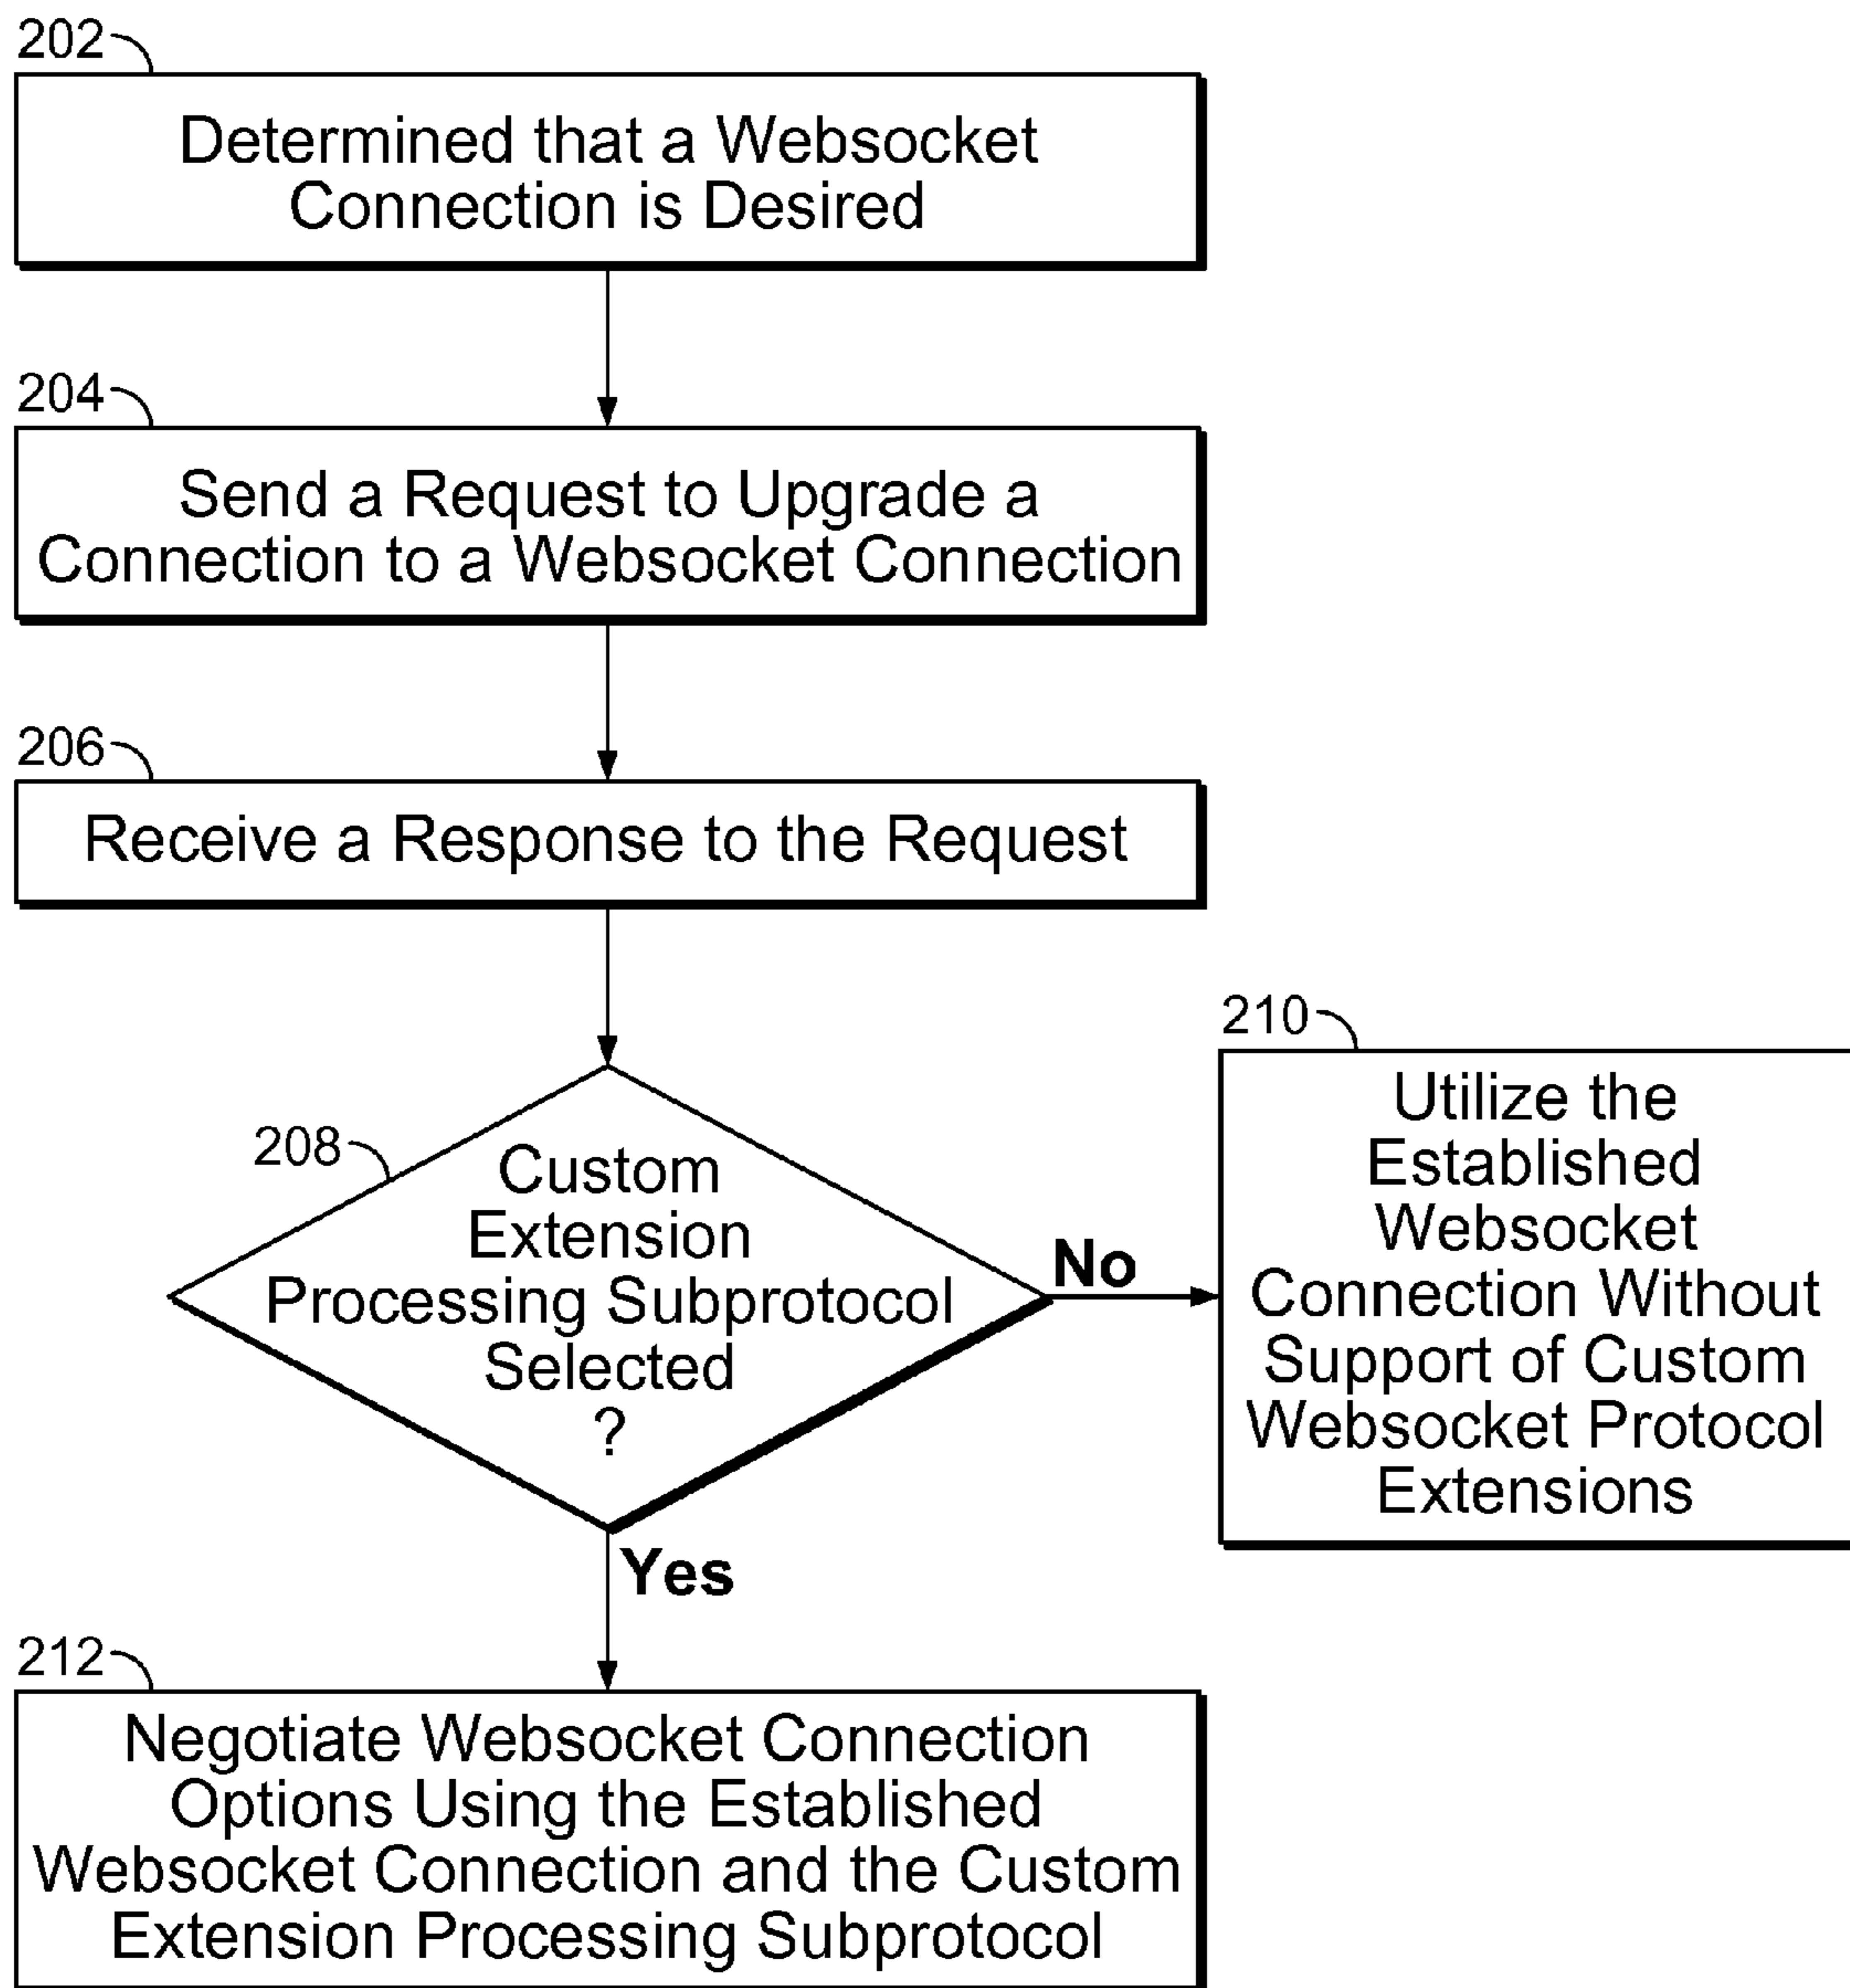 202
Determined that a Websocket
Connection is Desired
204
Send a Request to Upgrade a
Connection to a Websocket Connection
206
Receive a Response to the Request
208
Custom
Extension
Processing Subprotocol
Selected
?
No
210
Utilize the
Established
Websocket
Connection Without
Support of Custom
Websocket Protocol
Extensions
Yes
212
Negotiate Websocket Connection
Options Using the Established
Websocket Connection and the Custom
Extension Processing Subprotocol